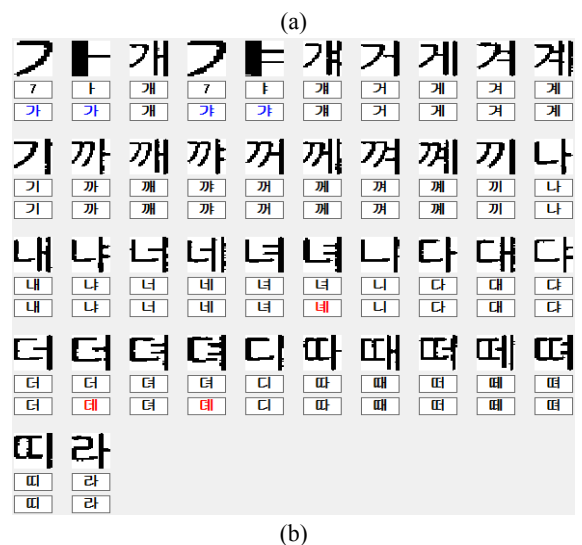 (a)
기 ㅏ 개 기 ㅑ 걔 거 게 겨 계
7 ㅏ 개 7 ㅑ 걔 거 게 겨 계
가 가 개 갸 갸 걔 거 게 겨 계
기 까 깨 꺄 꺼 께 껴 꼐 끼 나
기 까 깨 꺄 꺼 께 껴 꼐 끼 나
기 까 깨 꺄 꺼 께 껴 꼐 끼 나
내 냐 너 네 녀 녜 니 다 대 댜
내 냐 너 네 녀 녀 니 다 대 댜
내 냐 너 네 녀 녜 니 다 대 댜
더 데 뎌 뎨 디 따 때 떠 떼 뗘
더 더 뎌 뎌 디 따 때 떠 떼 뗘
더 데 뎌 뎨 디 따 때 떠 떼 뗘
띠 라
띠 라
띠 라
(b)